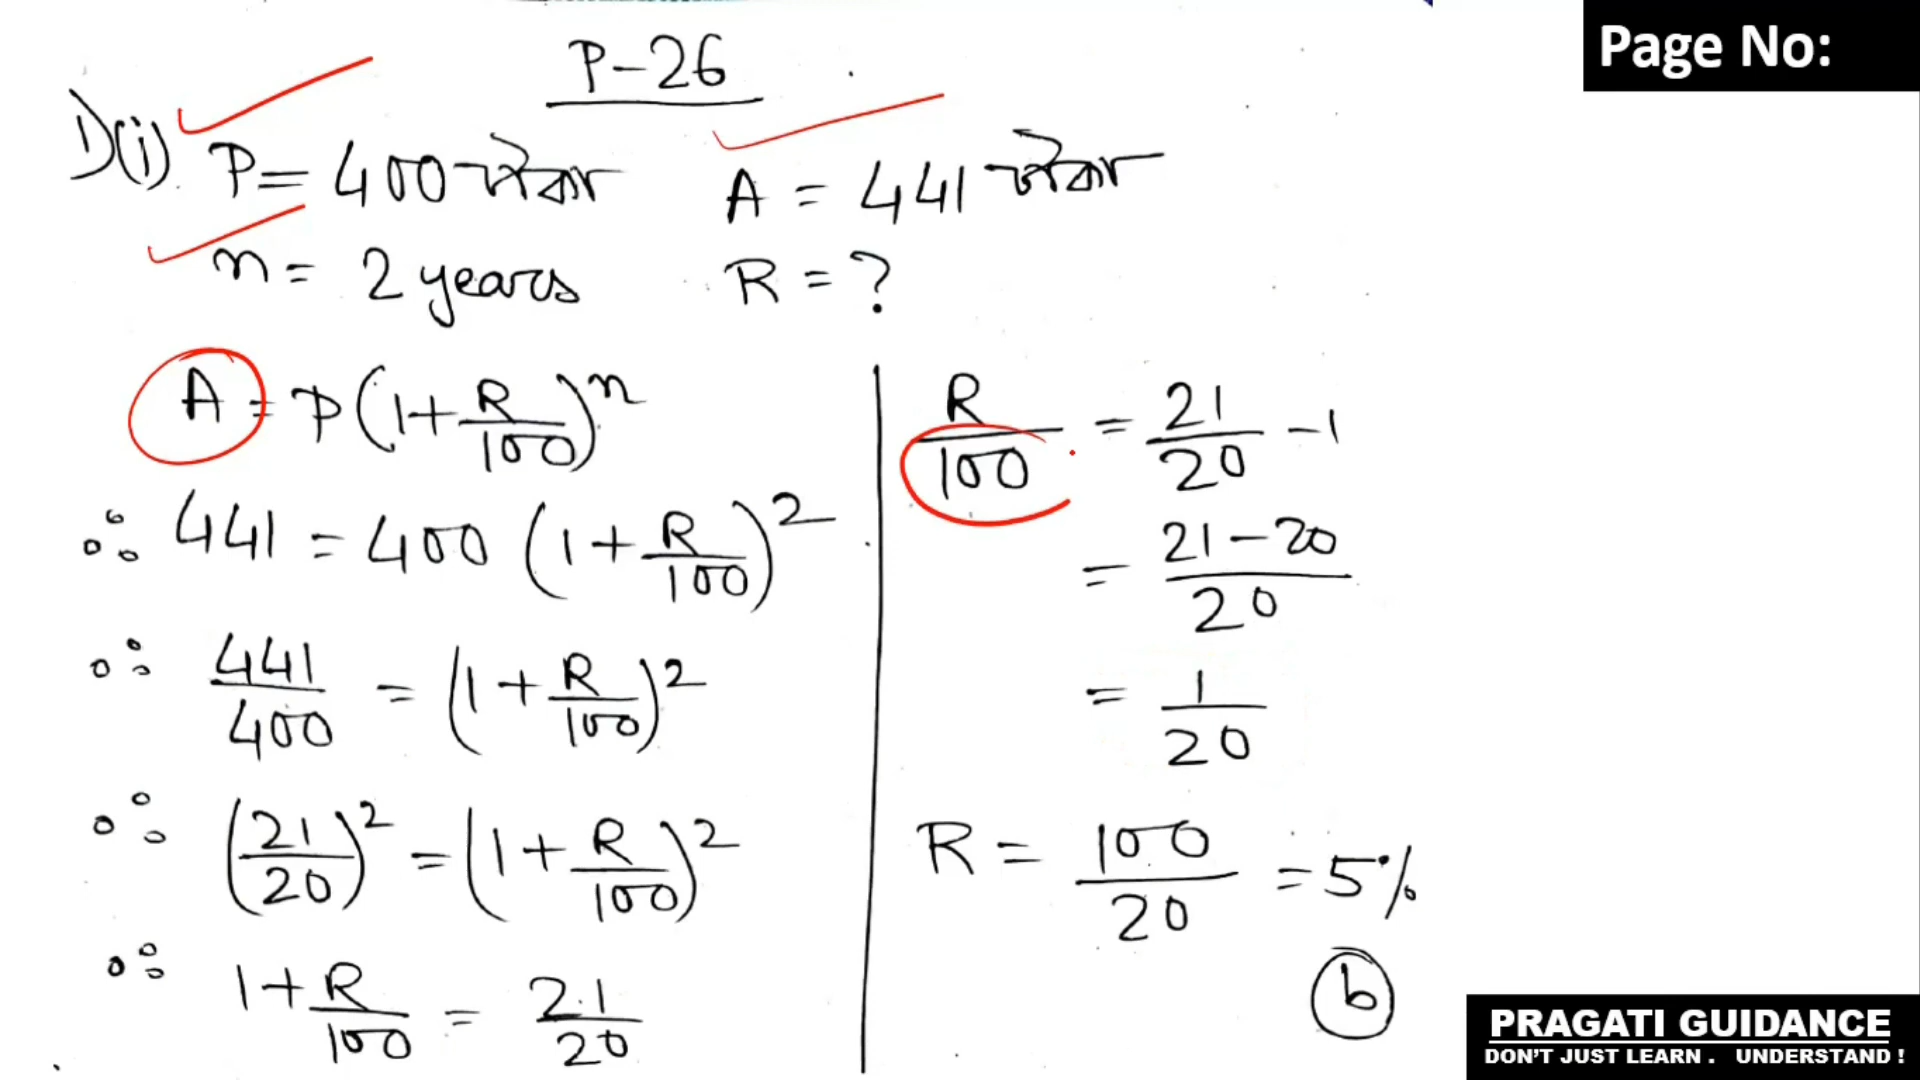 Page No:
P-26
1)(i) P = 400 টাকা A = 441 টাকা
n = 2 years R = ?
A = P(1+R/100)^n
∴ 441 = 400 (1+R/100)^2
∴ 441/400 = (1+R/100)^2
∴ (21/20)^2 = (1+R/100)^2
∴ 1+R/100 = 21/20
R/100 = 21/20 -1
= 21-20/20
= 1/20
R = 100/20 = 5%
b
PRAGATI GUIDANCE
DON'T JUST LEARN . UNDERSTAND !